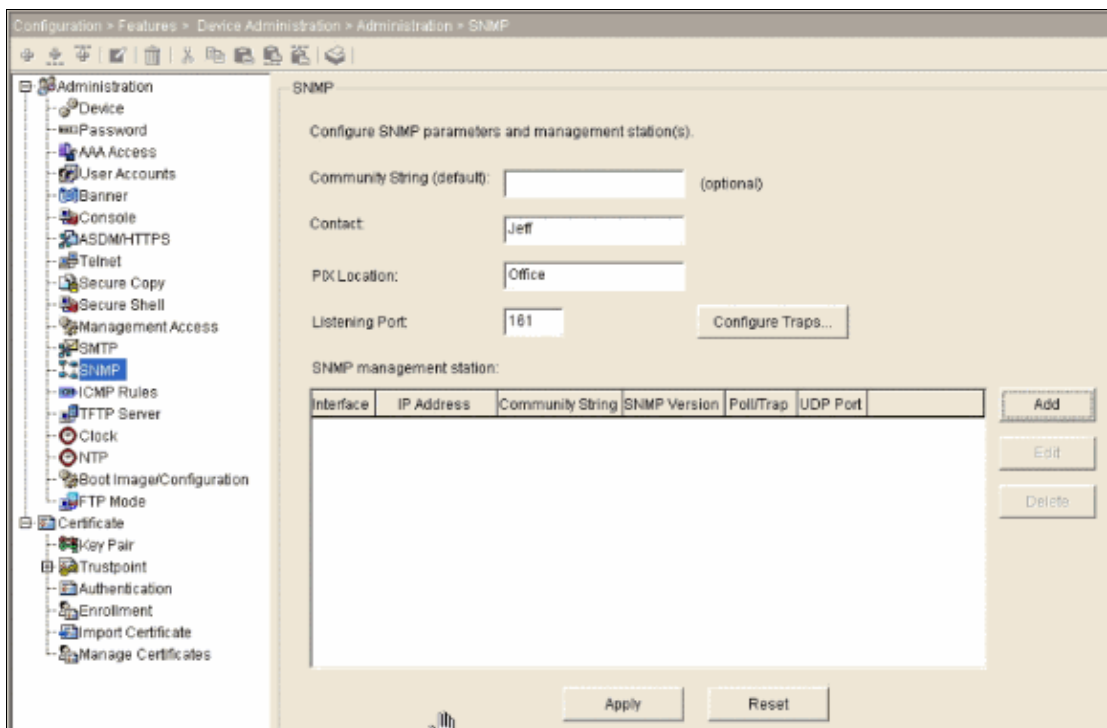 Configuration > Features > Device Administration > Administration > SNMP
Administration
Device
Password
AAA Access
User Accounts
Banner
Console
ASDM/HTTPS
Telnet
Secure Copy
Secure Shell
Management Access
SMTP
SNMP
ICMP Rules
TFTP Server
Clock
NTP
Boot Image/Configuration
FTP Mode
Certificate
Key Pair
Trustpoint
Authentication
Enrollment
Import Certificate
Manage Certificates
SNMP
Configure SNMP parameters and management station(s).
Community String (default): (optional)
Contact: Jeff
PIX Location: Office
Listening Port: 161 Configure Traps...
SNMP management station:
Interface IP Address Community String SNMP Version Poll/Trap UDP Port
Add
Edit
Delete
Apply Reset